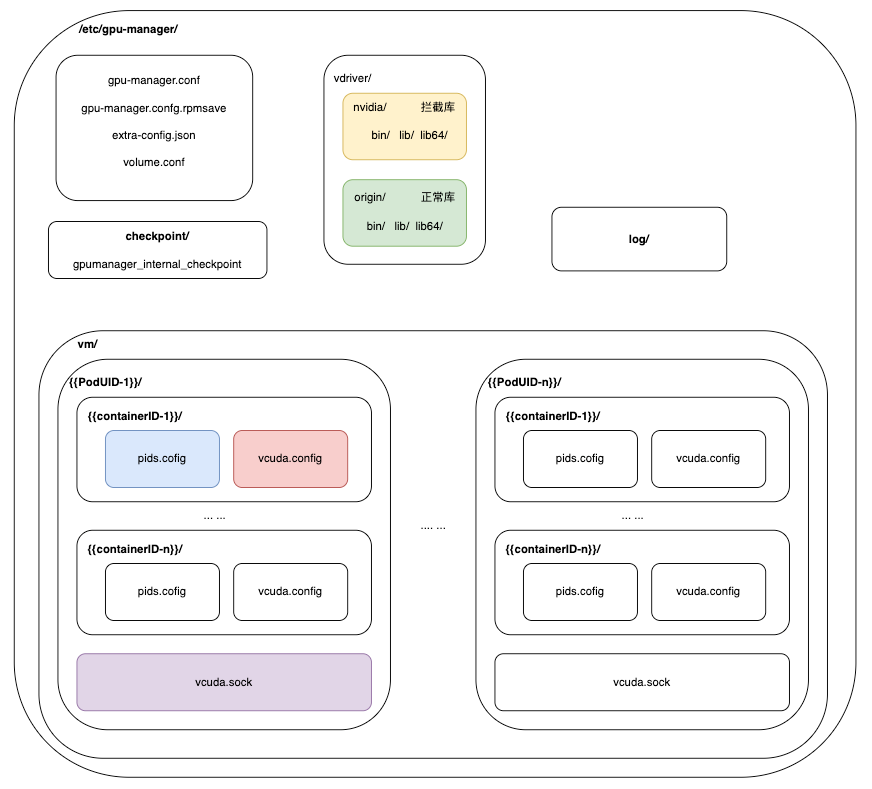 /etc/gpu-manager/
gpu-manager.conf
gpu-manager.confg.rpmsave
extra-config.json
volume.conf
checkpoint/
gpumanager_internal_checkpoint
vdriver/
nvidia/ 拦截库
bin/ lib/ lib64/
origin/ 正常库
bin/ lib/ lib64/
log/
vm/
{{PodUID-1}}/
{{containerID-1}}/
pids.cofig
vcuda.config
... ...
{{containerID-n}}/
pids.cofig
vcuda.config
vcuda.sock
.... ...
{{PodUID-n}}/
{{containerID-1}}/
pids.cofig
vcuda.config
... ...
{{containerID-n}}/
pids.cofig
vcuda.config
vcuda.sock